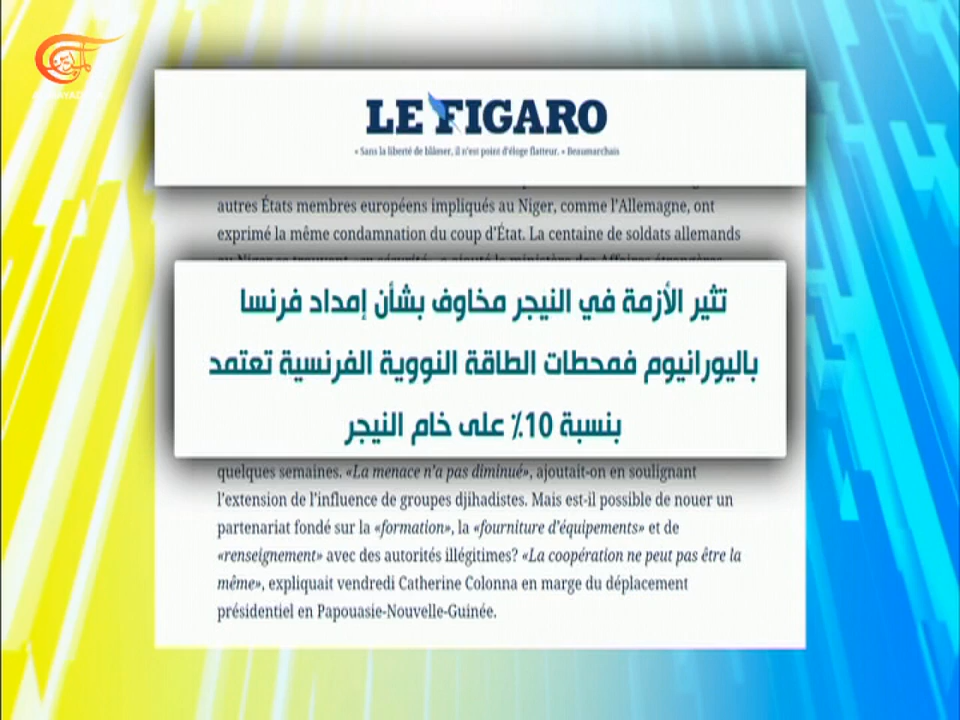 LE FIGARO
« Sans la liberté de blâmer, il n'est point d'éloge flatteur. » Beaumarchais
autres États membres européens impliqués au Niger, comme l'Allemagne, ont
exprimé la même condamnation du coup d'État. La centaine de soldats allemands
تثير الأزمة في النيجر مخاوف بشأن إمداد فرنسا
باليورانيوم فمحطات الطاقة النووية الفرنسية تعتمد
بنسبة 10٪ على خام النيجر
quelques semaines. «La menace n'a pas diminué», ajoutait-on en soulignant
l'extension de l'influence de groupes djihadistes. Mais est-il possible de nouer un
partenariat fondé sur la «formation», la «fourniture d'équipements» et de
«renseignement» avec des autorités illégitimes? «La coopération ne peut pas être la
même», expliquait vendredi Catherine Colonna en marge du déplacement
présidentiel en Papouasie-Nouvelle-Guinée.